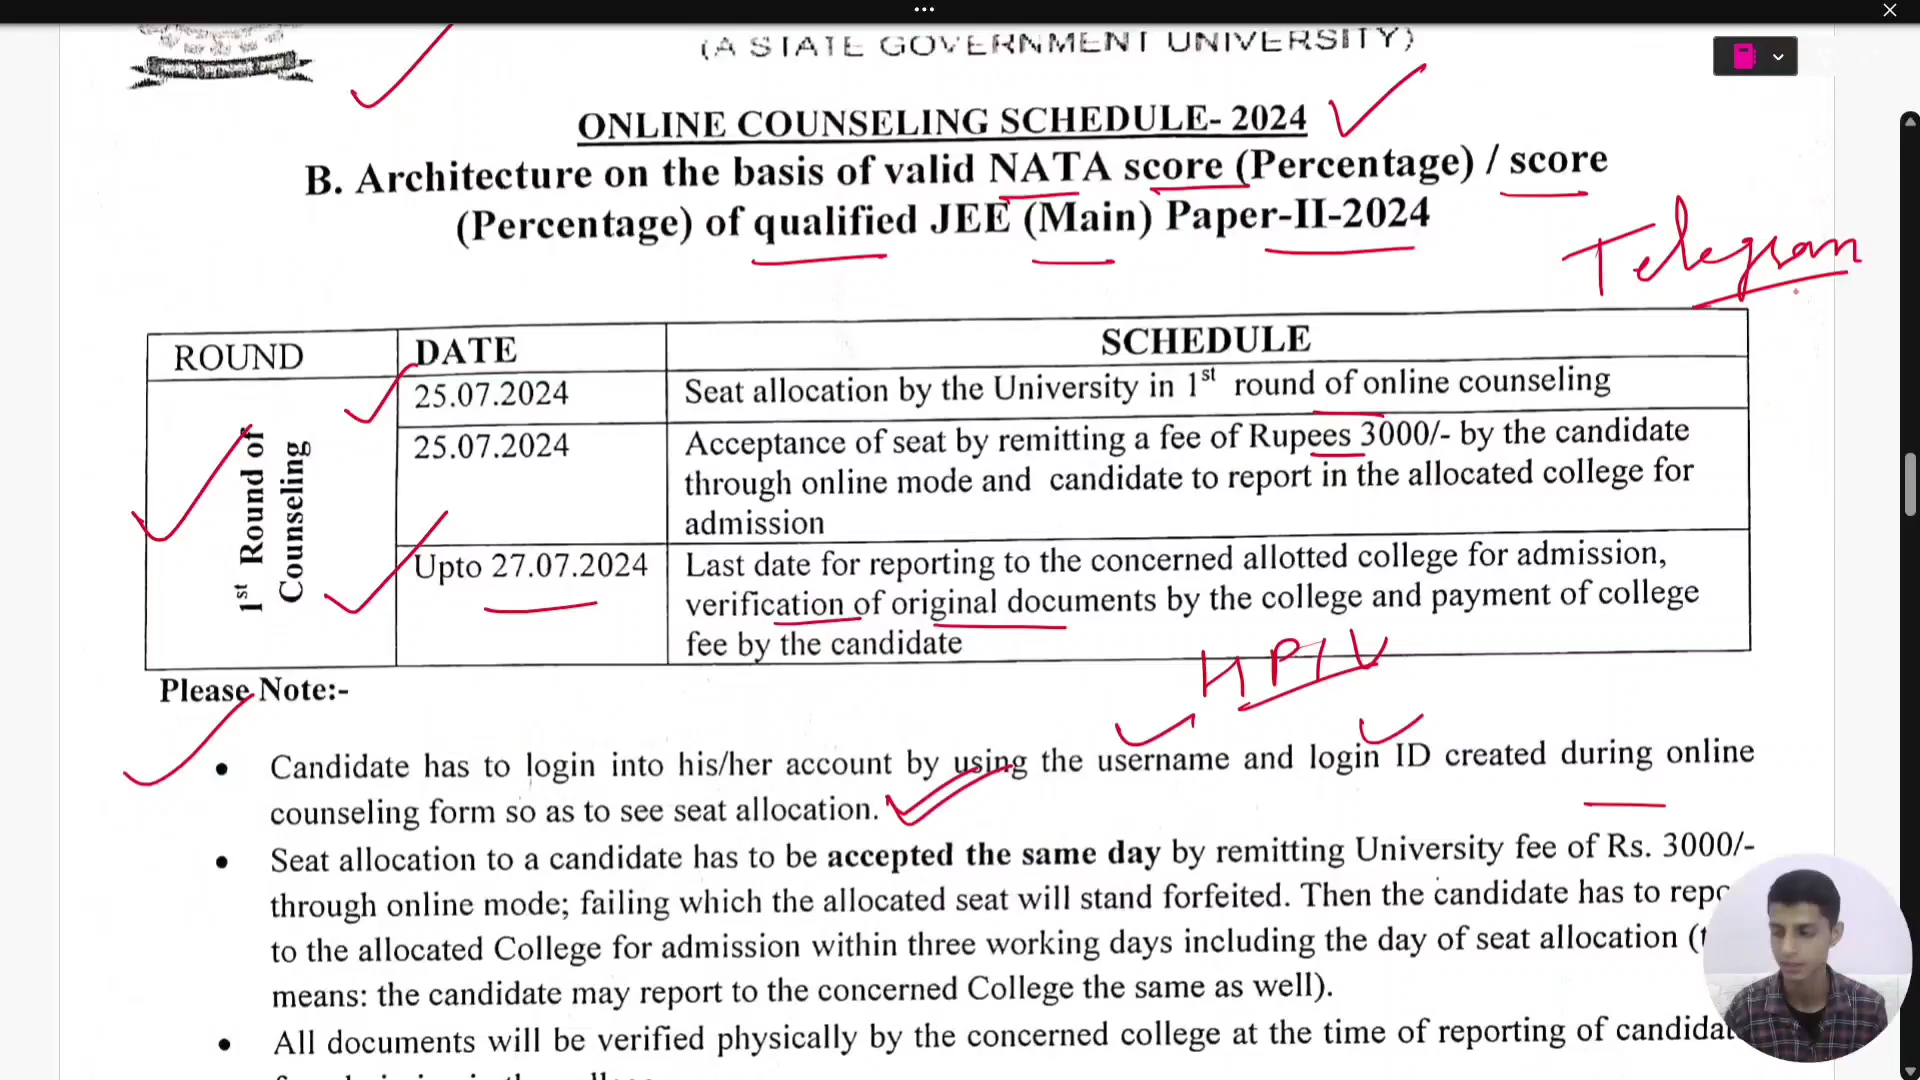 (A STATE GOVERNMENT UNIVERSITY)
ONLINE COUNSELING SCHEDULE- 2024
B. Architecture on the basis of valid NATA score (Percentage) / score
(Percentage) of qualified JEE (Main) Paper-II-2024
Telegram
ROUND DATE SCHEDULE
1st Round of
Counseling
25.07.2024 Seat allocation by the University in 1st round of online counseling
25.07.2024 Acceptance of seat by remitting a fee of Rupees 3000/- by the candidate
through online mode and candidate to report in the allocated college for
admission
Upto 27.07.2024 Last date for reporting to the concerned allotted college for admission,
verification of original documents by the college and payment of college
fee by the candidate
Please Note:-
• Candidate has to login into his/her account by using the username and login ID created during online
counseling form so as to see seat allocation.
• Seat allocation to a candidate has to be accepted the same day by remitting University fee of Rs. 3000/-
through online mode; failing which the allocated seat will stand forfeited. Then the candidate has to
to the allocated College for admission within three working days including the day of seat allocation
means: the candidate may report to the concerned College the same as well).
• All documents will be verified physically by the concerned college at the time of reporting of